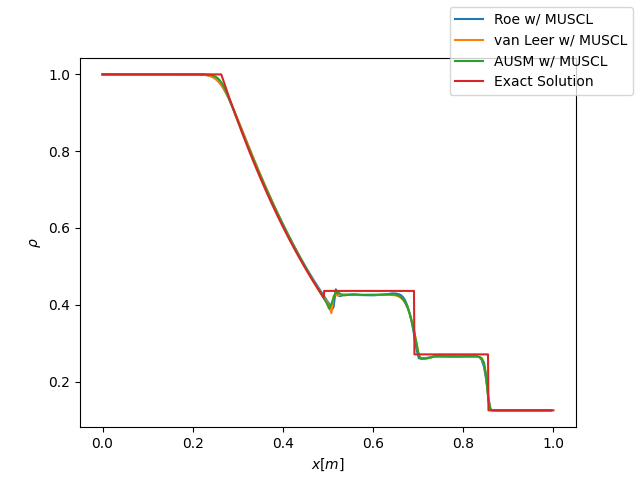 Roe w/ MUSCL
van Leer w/ MUSCL
AUSM w/ MUSCL
Exact Solution
1.0
0.8
0.6
0.4
0.2
ρ
0.0 0.2 0.4 0.6 0.8 1.0
x[m]